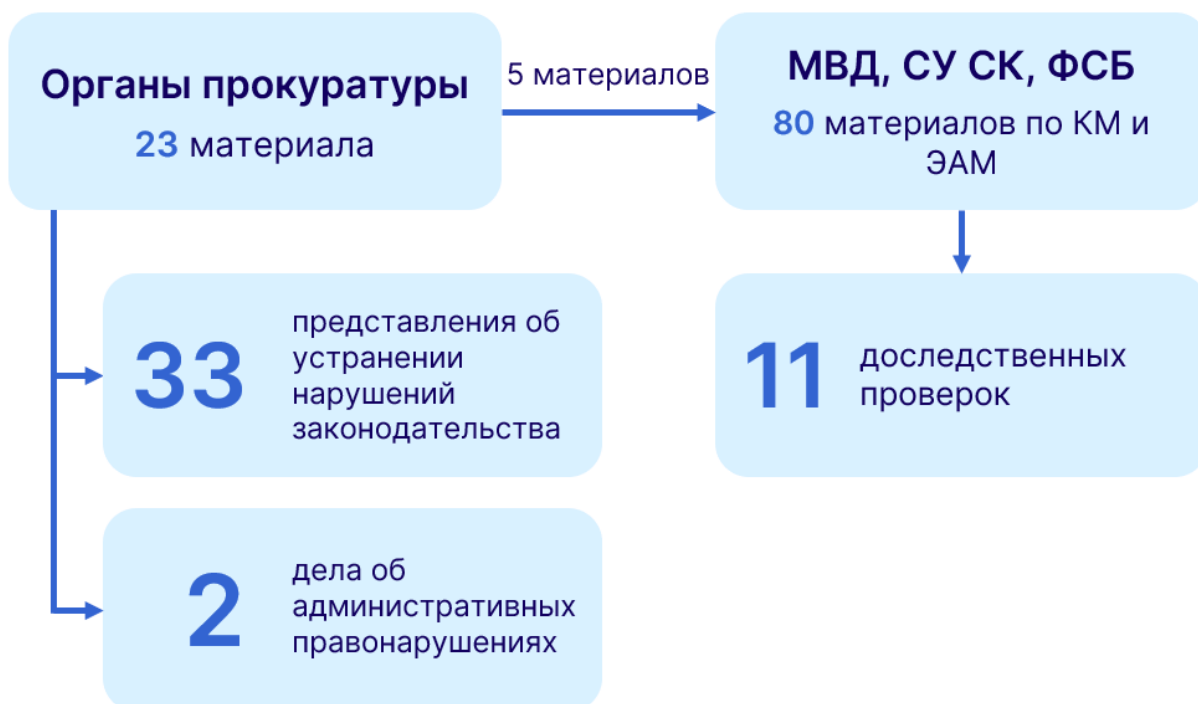 Органы прокуратуры
23 материала
5 материалов
МВД, СУ СК, ФСБ
80 материалов по КМ и
ЭАМ
33
представления об
устранении
нарушений
законодательства
11
доследственных
проверок
2
дела об
административных
правонарушениях